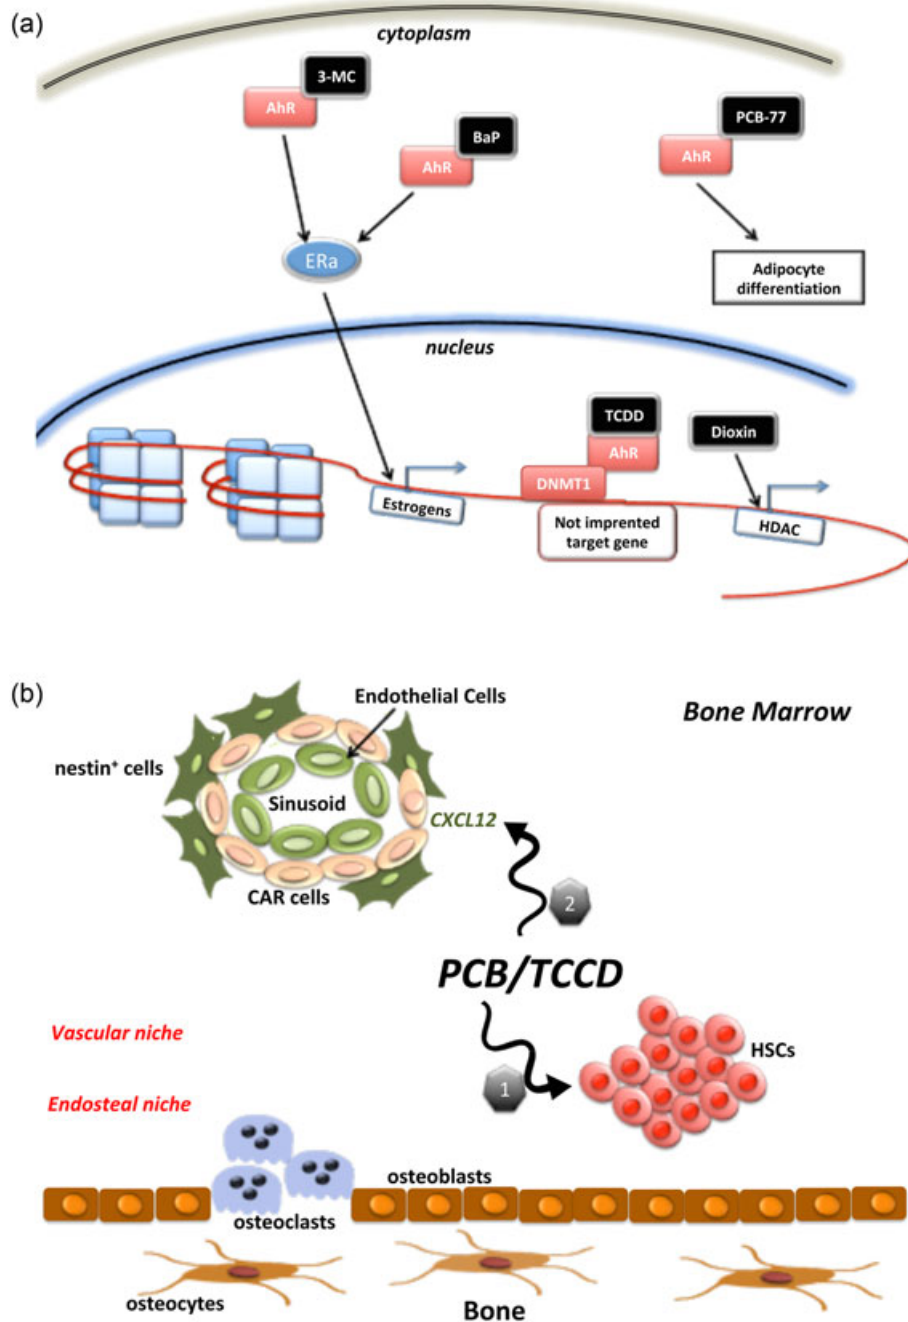 (a)
cytoplasm
3-MC
AhR
BaP
AhR
PCB-77
AhR
ERa
Adipocyte
differentiation
nucleus
TCDD
AhR
Dioxin
DNMT1
Estrogens
HDAC
Not imprented
target gene
(b)
Endothelial Cells
Bone Marrow
nestin⁺ cells
Sinusoid
CXCL12
CAR cells
2
PCB/TCCD
Vascular niche
HSCs
1
Endosteal niche
osteoblasts
osteoclasts
osteocytes
Bone